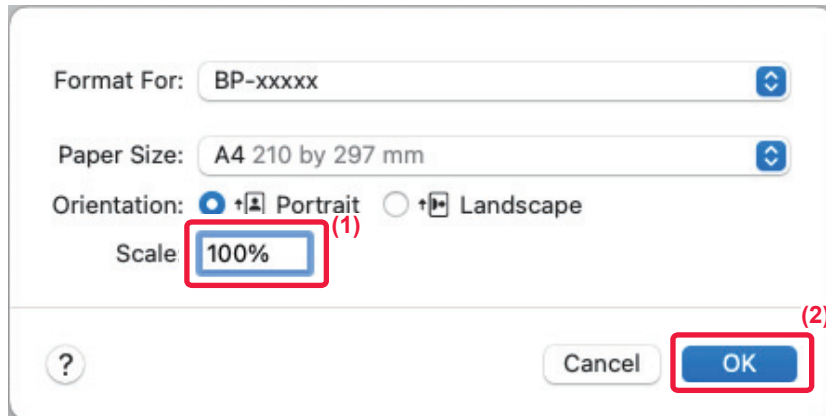 Format For: BP-xxxxx
Paper Size: A4 210 by 297 mm
Orientation: Portrait Landscape
(1)
Scale 100%
(2)
? Cancel OK